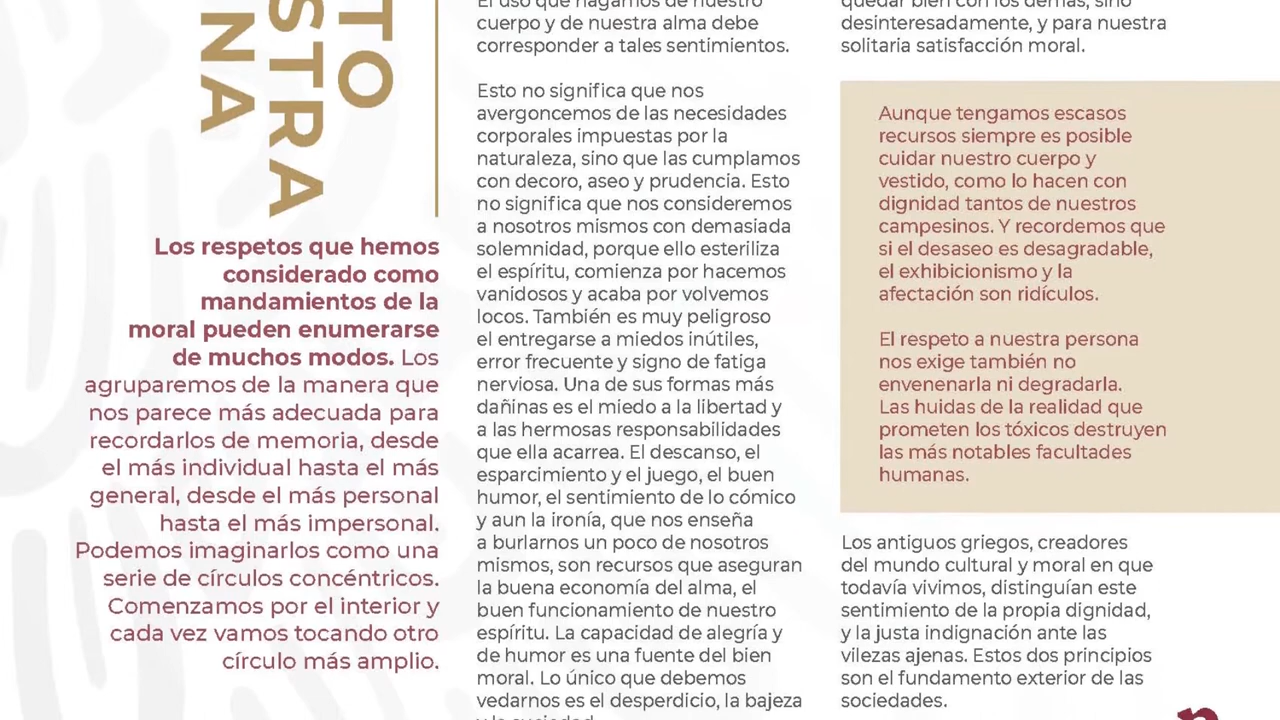 TO
STRA
NA
Los respetos que hemos
considerado como
mandamientos de la
moral pueden enumerarse
de muchos modos. Los
agruparemos de la manera que
nos parece más adecuada para
recordarlos de memoria, desde
el más individual hasta el más
general, desde el más personal
hasta el más impersonal.
Podemos imaginarlos como una
serie de círculos concéntricos.
Comenzamos por el interior y
cada vez vamos tocando otro
círculo más amplio.
El uso que hagamos de nuestro
cuerpo y de nuestra alma debe
corresponder a tales sentimientos.
Esto no significa que nos
avergoncemos de las necesidades
corporales impuestas por la
naturaleza, sino que las cumplamos
con decoro, aseo y prudencia. Esto
no significa que nos consideremos
a nosotros mismos con demasiada
solemnidad, porque ello esteriliza
el espíritu, comienza por hacernos
vanidosos y acaba por volvernos
locos. También es muy peligroso
el entregarse a miedos inútiles,
error frecuente y signo de fatiga
nerviosa. Una de sus formas más
dañinas es el miedo a la libertad y
a las hermosas responsabilidades
que ella acarrea. El descanso, el
esparcimiento y el juego, el buen
humor, el sentimiento de lo cómico
y aun la ironía, que nos enseña
a burlarnos un poco de nosotros
mismos, son recursos que aseguran
la buena economía del alma, el
buen funcionamiento de nuestro
espíritu. La capacidad de alegría y
de humor es una fuente del bien
moral. Lo único que debemos
vedarnos es el desperdicio, la bajeza
y la suciedad.
quedar bien con los demás, sino
desinteresadamente, y para nuestra
solitaria satisfacción moral.
Aunque tengamos escasos
recursos siempre es posible
cuidar nuestro cuerpo y
vestido, como lo hacen con
dignidad tantos de nuestros
campesinos. Y recordemos que
si el desaseo es desagradable,
el exhibicionismo y la
afectación son ridículos.
El respeto a nuestra persona
nos exige también no
envenenarla ni degradarla.
Las huidas de la realidad que
prometen los tóxicos destruyen
las más notables facultades
humanas.
Los antiguos griegos, creadores
del mundo cultural y moral en que
todavía vivimos, distinguían este
sentimiento de la propia dignidad,
y la justa indignación ante las
vilezas ajenas. Estos dos principios
son el fundamento exterior de las
sociedades.